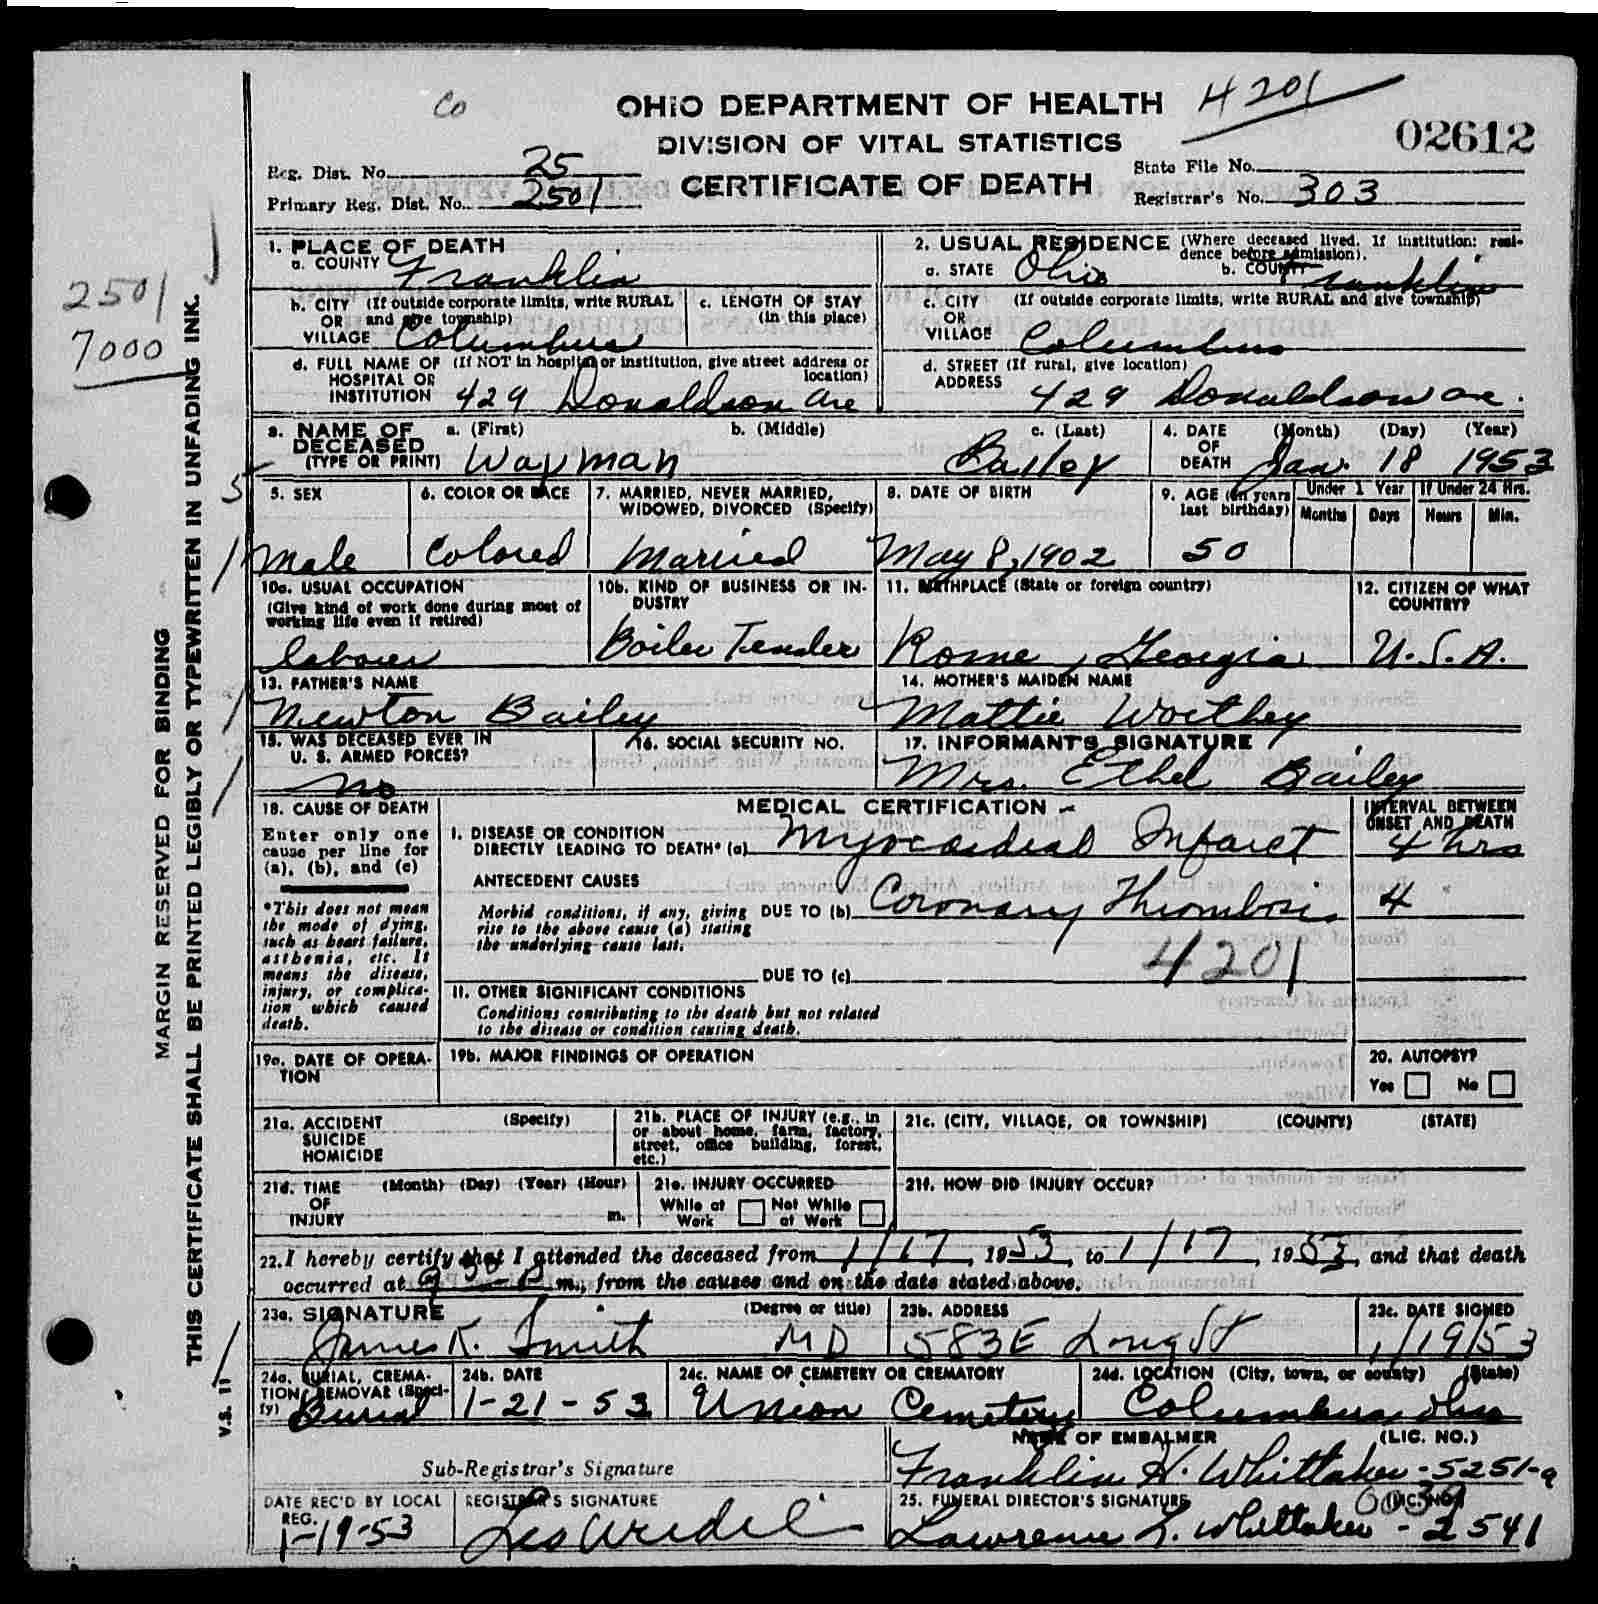 Co
OHIO DEPARTMENT OF HEALTH
4201
DIVISION OF VITAL STATISTICS
02612
CERTIFICATE OF DEATH
Reg. Dist. No. 25
Primary Reg. Dist. No. 2501
State File No.
Registrar's No. 303
2501
7000
MARGIN RESERVED FOR BINDING
THIS CERTIFICATE SHALL BE PRINTED LEGIBLY OR TYPEWRITTEN IN UNFADING INK.
V.S. 11
1. PLACE OF DEATH
a. COUNTY Franklin
b. CITY (If outside corporate limits, write RURAL
OR and give township)
VILLAGE Columbus
c. LENGTH OF STAY
(in this place)
d. FULL NAME OF (If NOT in hospital or institution, give street address or
HOSPITAL OR location)
INSTITUTION 429 Donaldson Ave
2. USUAL RESIDENCE (Where deceased lived. If institution: resi-
dence before admission).
a. STATE Ohio b. COUNTY Franklin
c. CITY (If outside corporate limits, write RURAL and give township)
OR
VILLAGE Columbus
d. STREET (If rural, give location)
ADDRESS 429 Donaldson ave.
3. NAME OF a. (First) b. (Middle) c. (Last)
DECEASED
(TYPE OR PRINT) Wayman Bailey
4. DATE (Month) (Day) (Year)
OF
DEATH Jan. 18 1953
5. SEX
Male
6. COLOR OR RACE
Colored
7. MARRIED, NEVER MARRIED,
WIDOWED, DIVORCED (Specify)
Married
8. DATE OF BIRTH
May 8, 1902
9. AGE (In years
last birthday)
50
Under 1 Year
Months Days
If Under 24 Hrs.
Hours Min.
10a. USUAL OCCUPATION
(Give kind of work done during most of
working life even if retired)
laborer
10b. KIND OF BUSINESS OR IN-
DUSTRY
Boiler Tender
11. BIRTHPLACE (State or foreign country)
Rome, Georgia
12. CITIZEN OF WHAT
COUNTRY?
U.S.A.
13. FATHER'S NAME
Newton Bailey
14. MOTHER'S MAIDEN NAME
Mattie Worthey
15. WAS DECEASED EVER IN
U. S. ARMED FORCES?
No
16. SOCIAL SECURITY NO.
17. INFORMANT'S SIGNATURE
Mrs. Ethel Bailey
18. CAUSE OF DEATH
Enter only one
cause per line for
(a), (b), and (c)
*This does not mean
the mode of dying,
such as heart failure,
asthenia, etc. It
means the disease,
injury, or complica-
tion which caused
death.
MEDICAL CERTIFICATION
INTERVAL BETWEEN
ONSET AND DEATH
I. DISEASE OR CONDITION
DIRECTLY LEADING TO DEATH* (a) Myocardial Infarct 4 hrs
ANTECEDENT CAUSES
Morbid conditions, if any, giving DUE TO (b) Coronary Thrombosis 4 "
rise to the above cause (a) stating
the underlying cause last.
4201
DUE TO (c)
II. OTHER SIGNIFICANT CONDITIONS
Conditions contributing to the death but not related
to the disease or condition causing death.
19a. DATE OF OPERA-
TION
19b. MAJOR FINDINGS OF OPERATION
20. AUTOPSY?
Yes No
21a. ACCIDENT (Specify)
SUICIDE
HOMICIDE
21b. PLACE OF INJURY (e.g., in
or about home, farm, factory,
street, office building, forest,
etc.)
21c. (CITY, VILLAGE, OR TOWNSHIP) (COUNTY) (STATE)
21d. TIME (Month) (Day) (Year) (Hour)
OF
INJURY m.
21e. INJURY OCCURRED
While at Not While
Work at Work
21f. HOW DID INJURY OCCUR?
22. I hereby certify that I attended the deceased from 1/17, 1953, to 1/17, 1953, and that death
occurred at m., from the causes and on the date stated above.
23a. SIGNATURE (Degree or title)
James K. Smith MD
23b. ADDRESS
583 E Long St
23c. DATE SIGNED
1/19/53
24a. BURIAL, CREMA-
TION, REMOVAL (Speci-
fy) Burial
24b. DATE
1-21-53
24c. NAME OF CEMETERY OR CREMATORY
Union Cemetery
24d. LOCATION (City, town, or county) (State)
Columbus, Ohio
Sub-Registrar's Signature
NAME OF EMBALMER (LIC. NO.)
Franklin H. Whittaker - 5251-a
DATE REC'D BY LOCAL
REG.
1-19-53
REGISTRAR'S SIGNATURE
25. FUNERAL DIRECTOR'S SIGNATURE (LIC. NO.)
Lawrence L. Whittaker - 2541